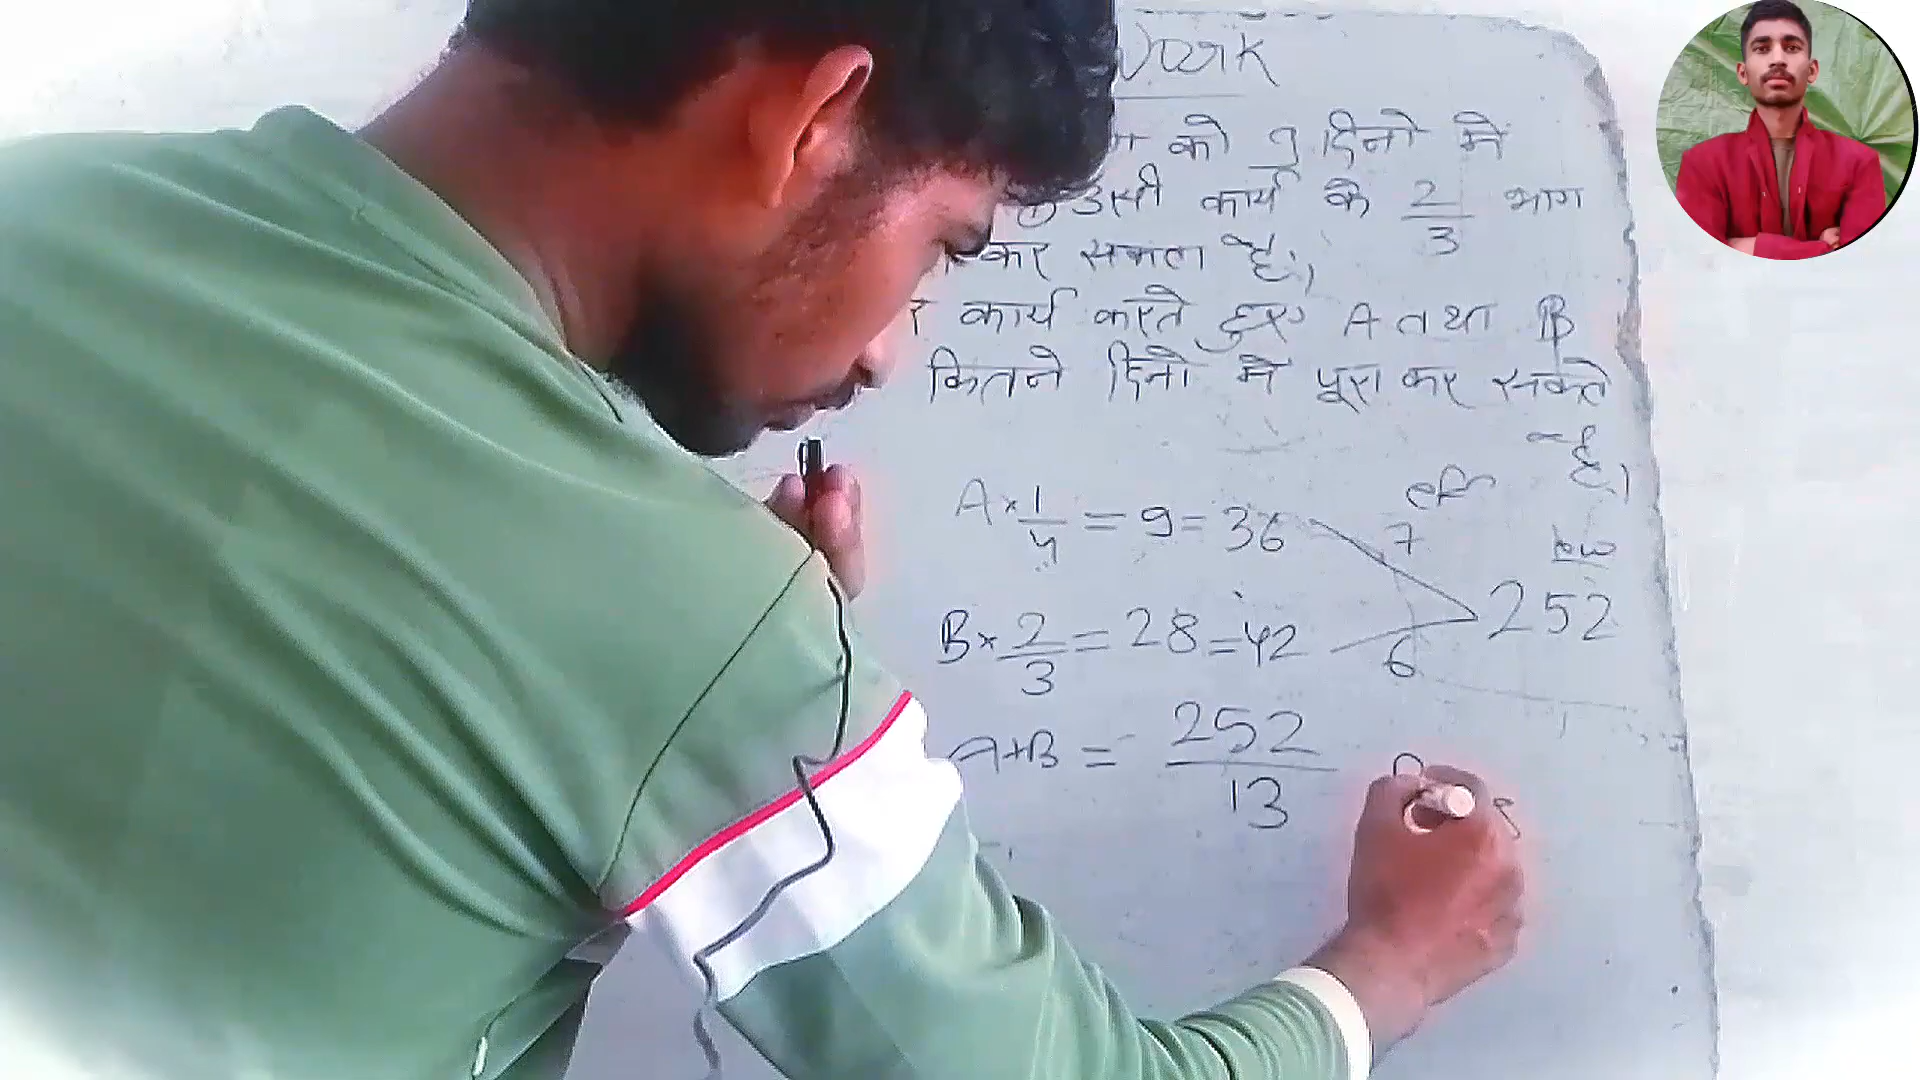 Work
को 9 दिनो मे
उसी कार्य के 2/3 भाग
कर सकता है।
कार्य करते हुए A तथा B
कितने दिनो मे पूरा कर सकते
है।
A × 1/4 = 9 = 36
7
252
B × 2/3 = 28 = 42
6
A+B = 252/13